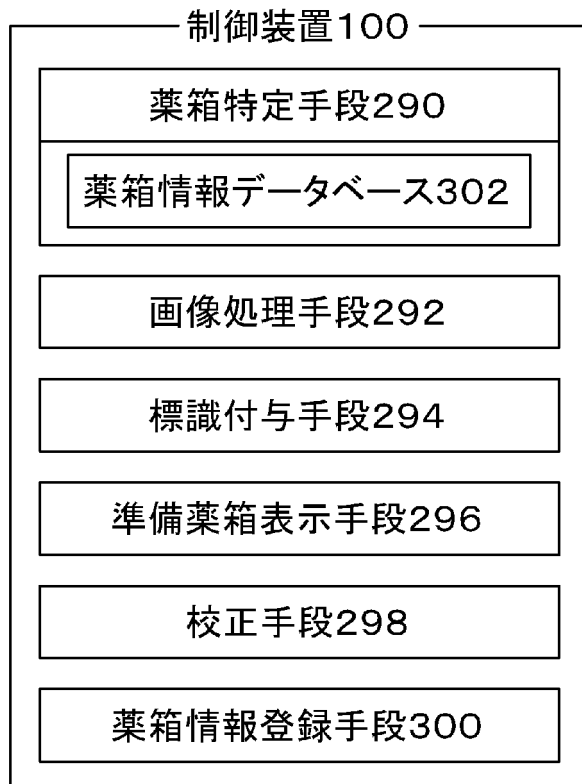 制御装置100
薬箱特定手段290
薬箱情報データベース302
画像処理手段292
標識付与手段294
準備薬箱表示手段296
校正手段298
薬箱情報登録手段300